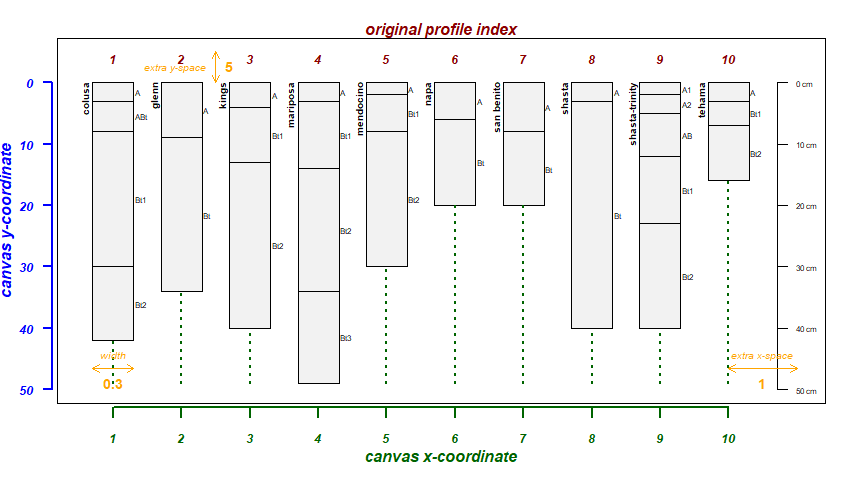 original profile index
1 2 3 4 5 6 7 8 9 10
extra y-space 5
0 10 20 30 40 50
canvas y-coordinate
colusa
A
ABt
Bt1
Bt2
glenn
A
Bt
kings
A
Bt1
Bt2
mariposa
A
Bt1
Bt2
Bt3
mendocino
A
Bt1
Bt2
napa
A
Bt
san benito
A
Bt
shasta
A
Bt
shasta-trinity
A1
A2
AB
Bt1
Bt2
tehama
A
Bt1
Bt2
0 cm
10 cm
20 cm
30 cm
40 cm
50 cm
width
0.3
extra x-space
1
1 2 3 4 5 6 7 8 9 10
canvas x-coordinate